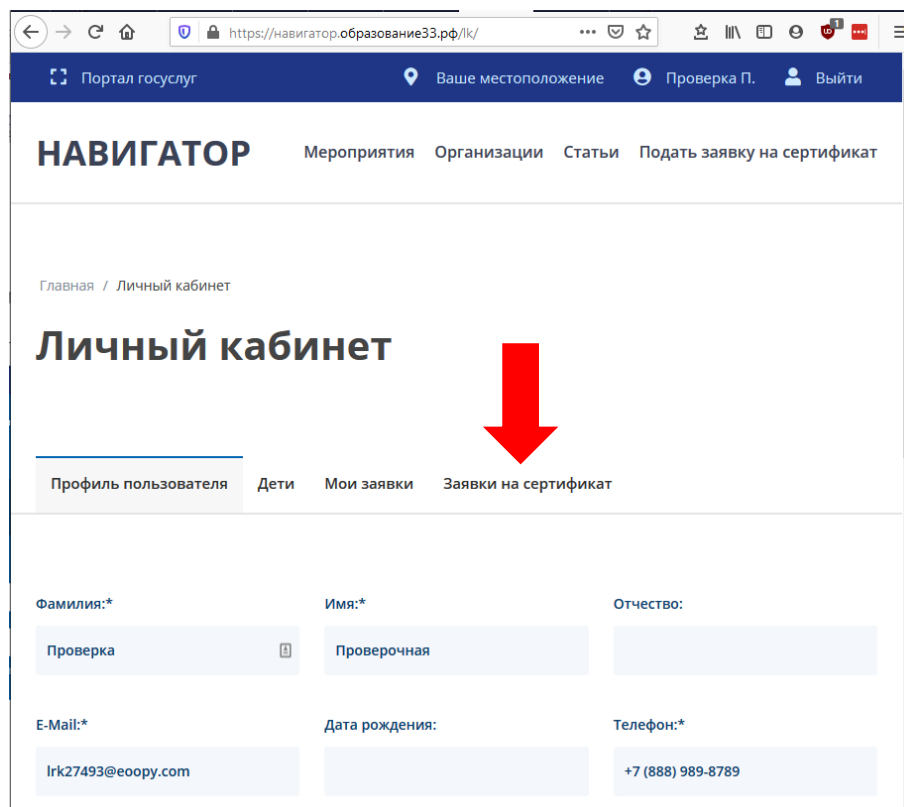 https://навигатор.образование33.рф/lk/
1
Портал госуслуг Ваше местоположение Проверка П. Выйти
НАВИГАТОР Мероприятия Организации Статьи Подать заявку на сертификат
Главная / Личный кабинет
Личный кабинет
Профиль пользователя Дети Мои заявки Заявки на сертификат
Фамилия:* Имя:* Отчество:
Проверка Проверочная
E-Mail:* Дата рождения: Телефон:*
lrk27493@eoopy.com +7 (888) 989-8789